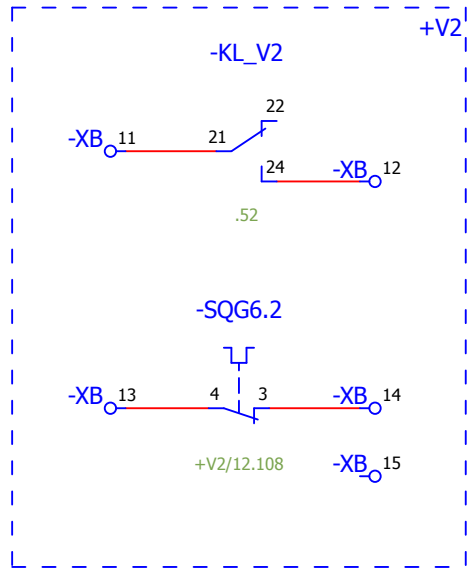 +V2
-KL_V2
22
-XB 11 21
24 -XB 12
.52
-SQG6.2
-XB 13 4 3 -XB 14
+V2/12.108 -XB 15